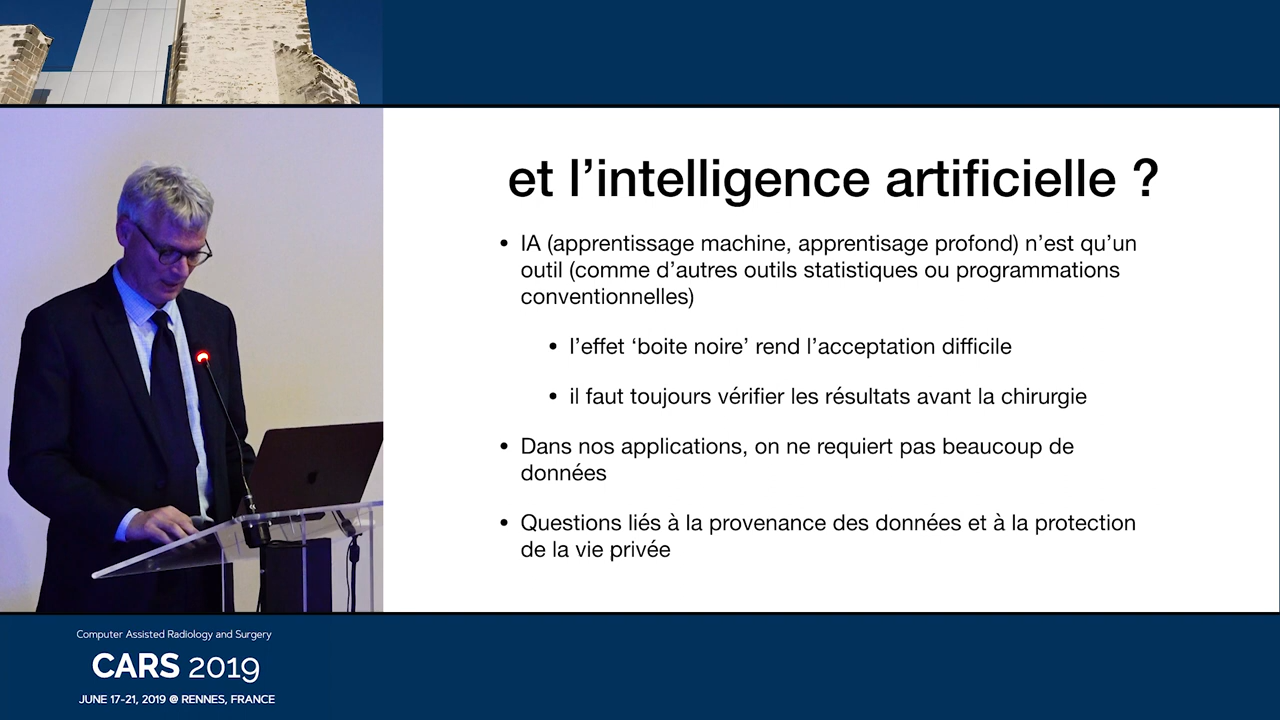 et l’intelligence artificielle ?
• IA (apprentissage machine, apprentisage profond) n’est qu’un
outil (comme d’autres outils statistiques ou programmations
conventionnelles)
• l’effet ‘boite noire’ rend l’acceptation difficile
• il faut toujours vérifier les résultats avant la chirurgie
• Dans nos applications, on ne requiert pas beaucoup de
données
• Questions liés à la provenance des données et à la protection
de la vie privée
Computer Assisted Radiology and Surgery
CARS 2019
JUNE 17-21, 2019 @ RENNES, FRANCE